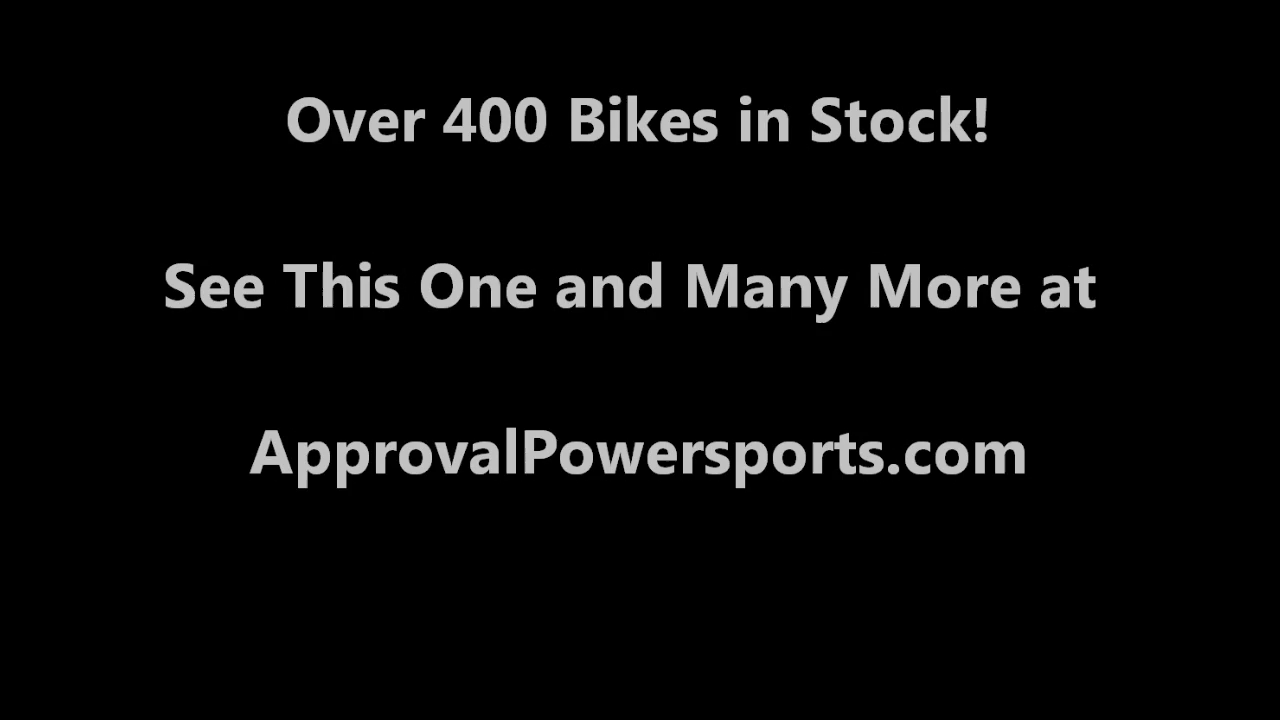 Over 400 Bikes in Stock!
See This One and Many More at
ApprovalPowersports.com